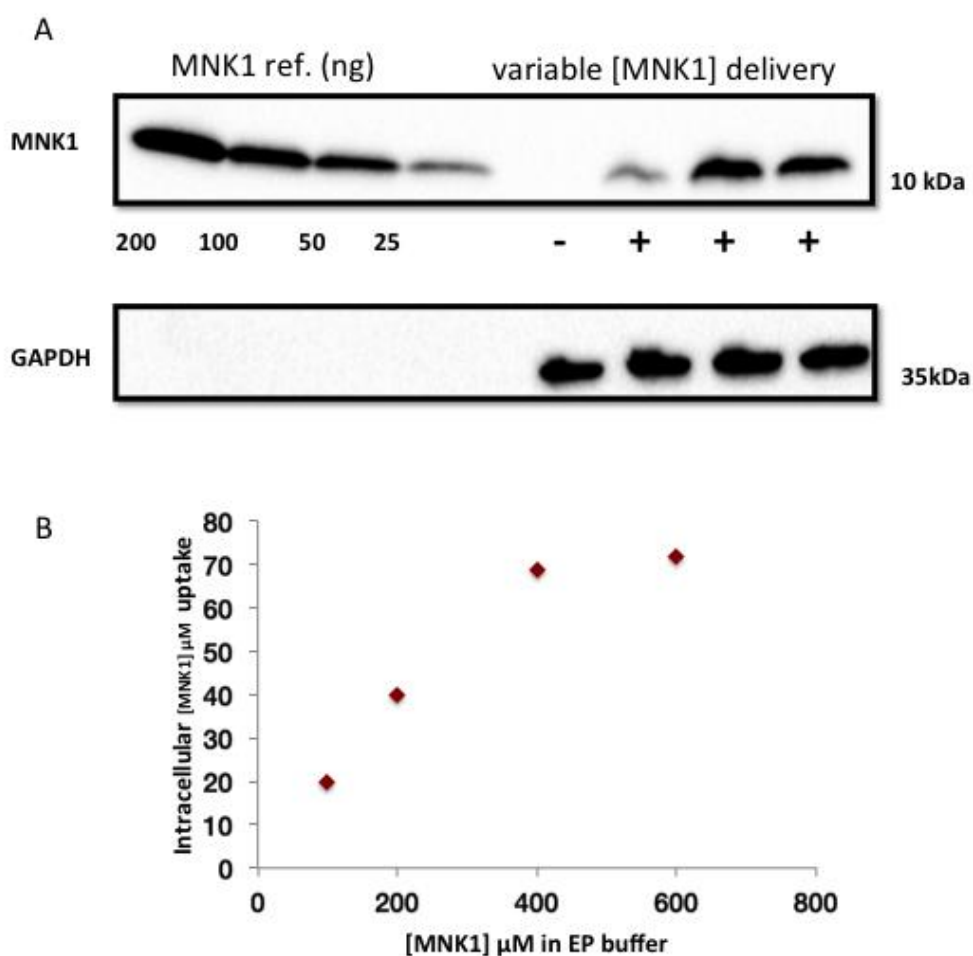 A
MNK1 ref. (ng) variable [MNK1] delivery
MNK1
10 kDa
200 100 50 25 - + + +
GAPDH
35kDa
B
80
70
60
50
40
30
20
10
0
Intracellular [MNK1] µM uptake
0 200 400 600 800
[MNK1] µM in EP buffer